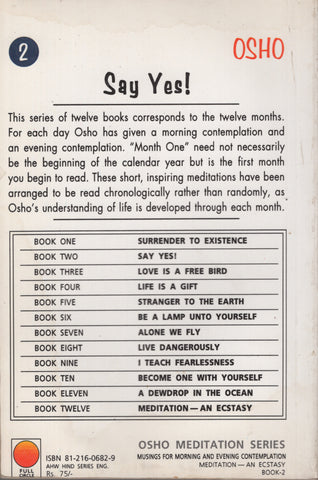 2
OSHO
Say Yes!
This series of twelve books corresponds to the twelve months.
For each day Osho has given a morning contemplation and
an evening contemplation. “Month One” need not necessarily
be the beginning of the calendar year but is the first month
you begin to read. These short, inspiring meditations have been
arranged to be read chronologically rather than randomly, as
Osho's understanding of life is developed through each month.
BOOK ONE SURRENDER TO EXISTENCE
BOOK TWO SAY YES!
BOOK THREE LOVE IS A FREE BIRD
BOOK FOUR LIFE IS A GIFT
BOOK FIVE STRANGER TO THE EARTH
BOOK SIX BE A LAMP UNTO YOURSELF
BOOK SEVEN ALONE WE FLY
BOOK EIGHT LIVE DANGEROUSLY
BOOK NINE I TEACH FEARLESSNESS
BOOK TEN BECOME ONE WITH YOURSELF
BOOK ELEVEN A DEWDROP IN THE OCEAN
BOOK TWELVE MEDITATION—AN ECSTASY
FULL
CIRCLE
ISBN 81-216-0682-9
AHW HIND SERIES ENG.
Rs. 75/-
OSHO MEDITATION SERIES
MUSINGS FOR MORNING AND EVENING CONTEMPLATION
MEDITATION—AN ECSTASY
BOOK-2